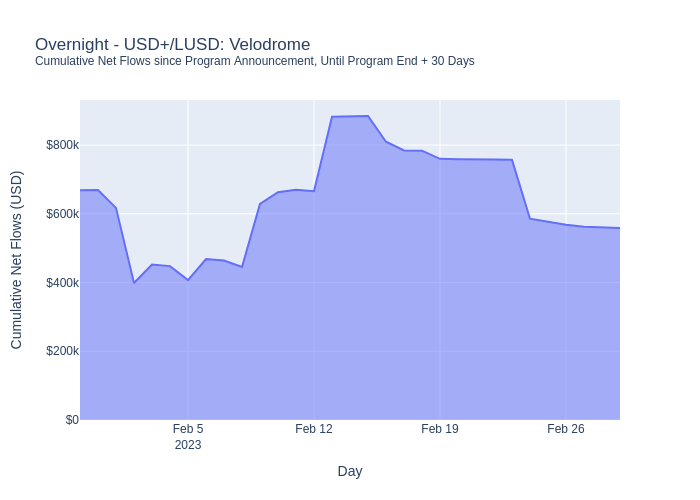 Overnight - USD+/LUSD: Velodrome
Cumulative Net Flows since Program Announcement, Until Program End + 30 Days
Cumulative Net Flows (USD)
$800k
$600k
$400k
$200k
$0
Feb 5
2023
Feb 12
Feb 19
Feb 26
Day